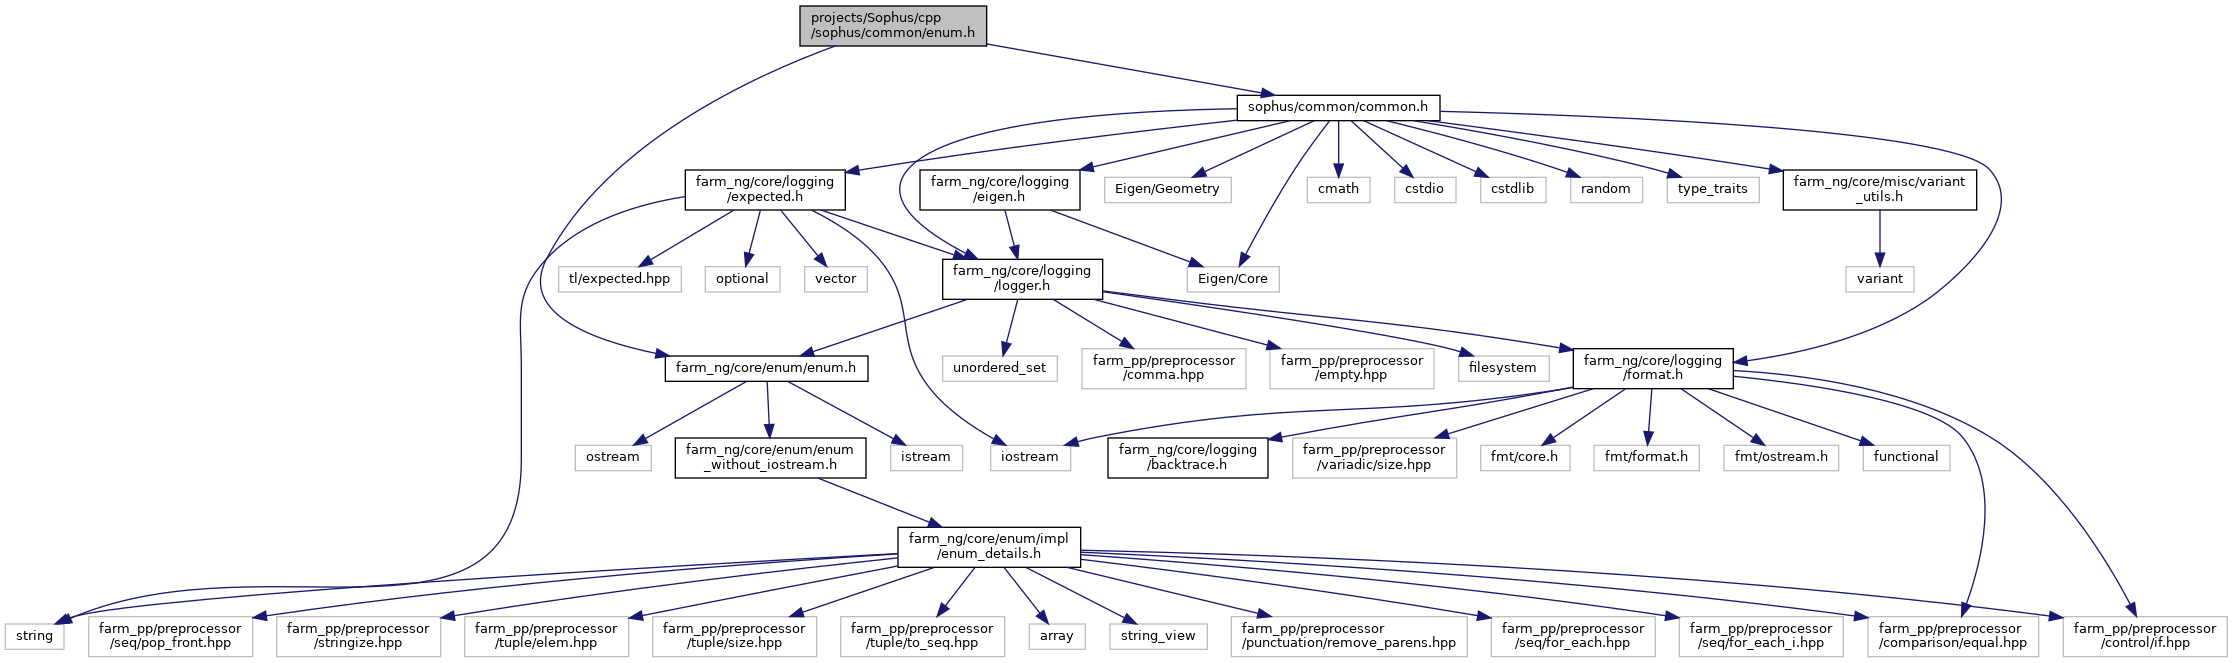 projects/Sophus/cpp
/sophus/common/enum.h
sophus/common/common.h
farm_ng/core/logging
/expected.h
farm_ng/core/logging
/eigen.h
Eigen/Geometry
cmath
cstdio
cstdlib
random
type_traits
farm_ng/core/misc/variant
_utils.h
tl/expected.hpp
optional
vector
farm_ng/core/logging
/logger.h
Eigen/Core
variant
farm_ng/core/enum/enum.h
unordered_set
farm_pp/preprocessor
/comma.hpp
farm_pp/preprocessor
/empty.hpp
filesystem
farm_ng/core/logging
/format.h
ostream
farm_ng/core/enum/enum
_without_iostream.h
istream
iostream
farm_ng/core/logging
/backtrace.h
farm_pp/preprocessor
/variadic/size.hpp
fmt/core.h
fmt/format.h
fmt/ostream.h
functional
farm_ng/core/enum/impl
/enum_details.h
string
farm_pp/preprocessor
/seq/pop_front.hpp
farm_pp/preprocessor
/stringize.hpp
farm_pp/preprocessor
/tuple/elem.hpp
farm_pp/preprocessor
/tuple/size.hpp
farm_pp/preprocessor
/tuple/to_seq.hpp
array
string_view
farm_pp/preprocessor
/punctuation/remove_parens.hpp
farm_pp/preprocessor
/seq/for_each.hpp
farm_pp/preprocessor
/seq/for_each_i.hpp
farm_pp/preprocessor
/comparison/equal.hpp
farm_pp/preprocessor
/control/if.hpp